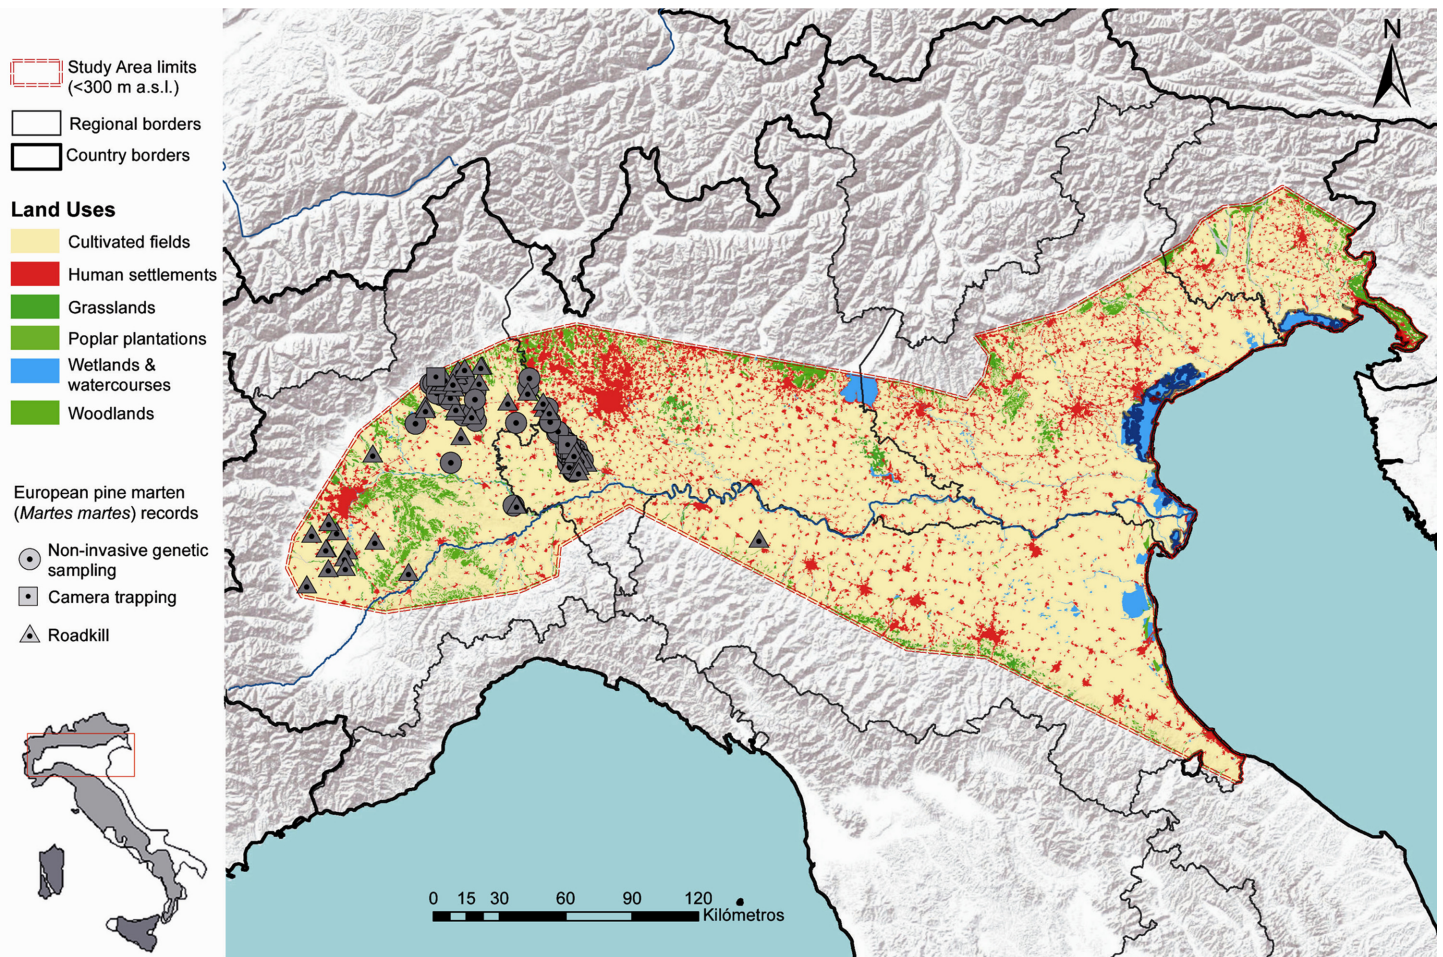 Study Area limits
(<300 m a.s.l.)
Regional borders
Country borders
Land Uses
Cultivated fields
Human settlements
Grasslands
Poplar plantations
Wetlands &
watercourses
Woodlands
European pine marten
(Martes martes) records
Non-invasive genetic
sampling
Camera trapping
Roadkill
N
0 15 30 60 90 120
Kilómetros